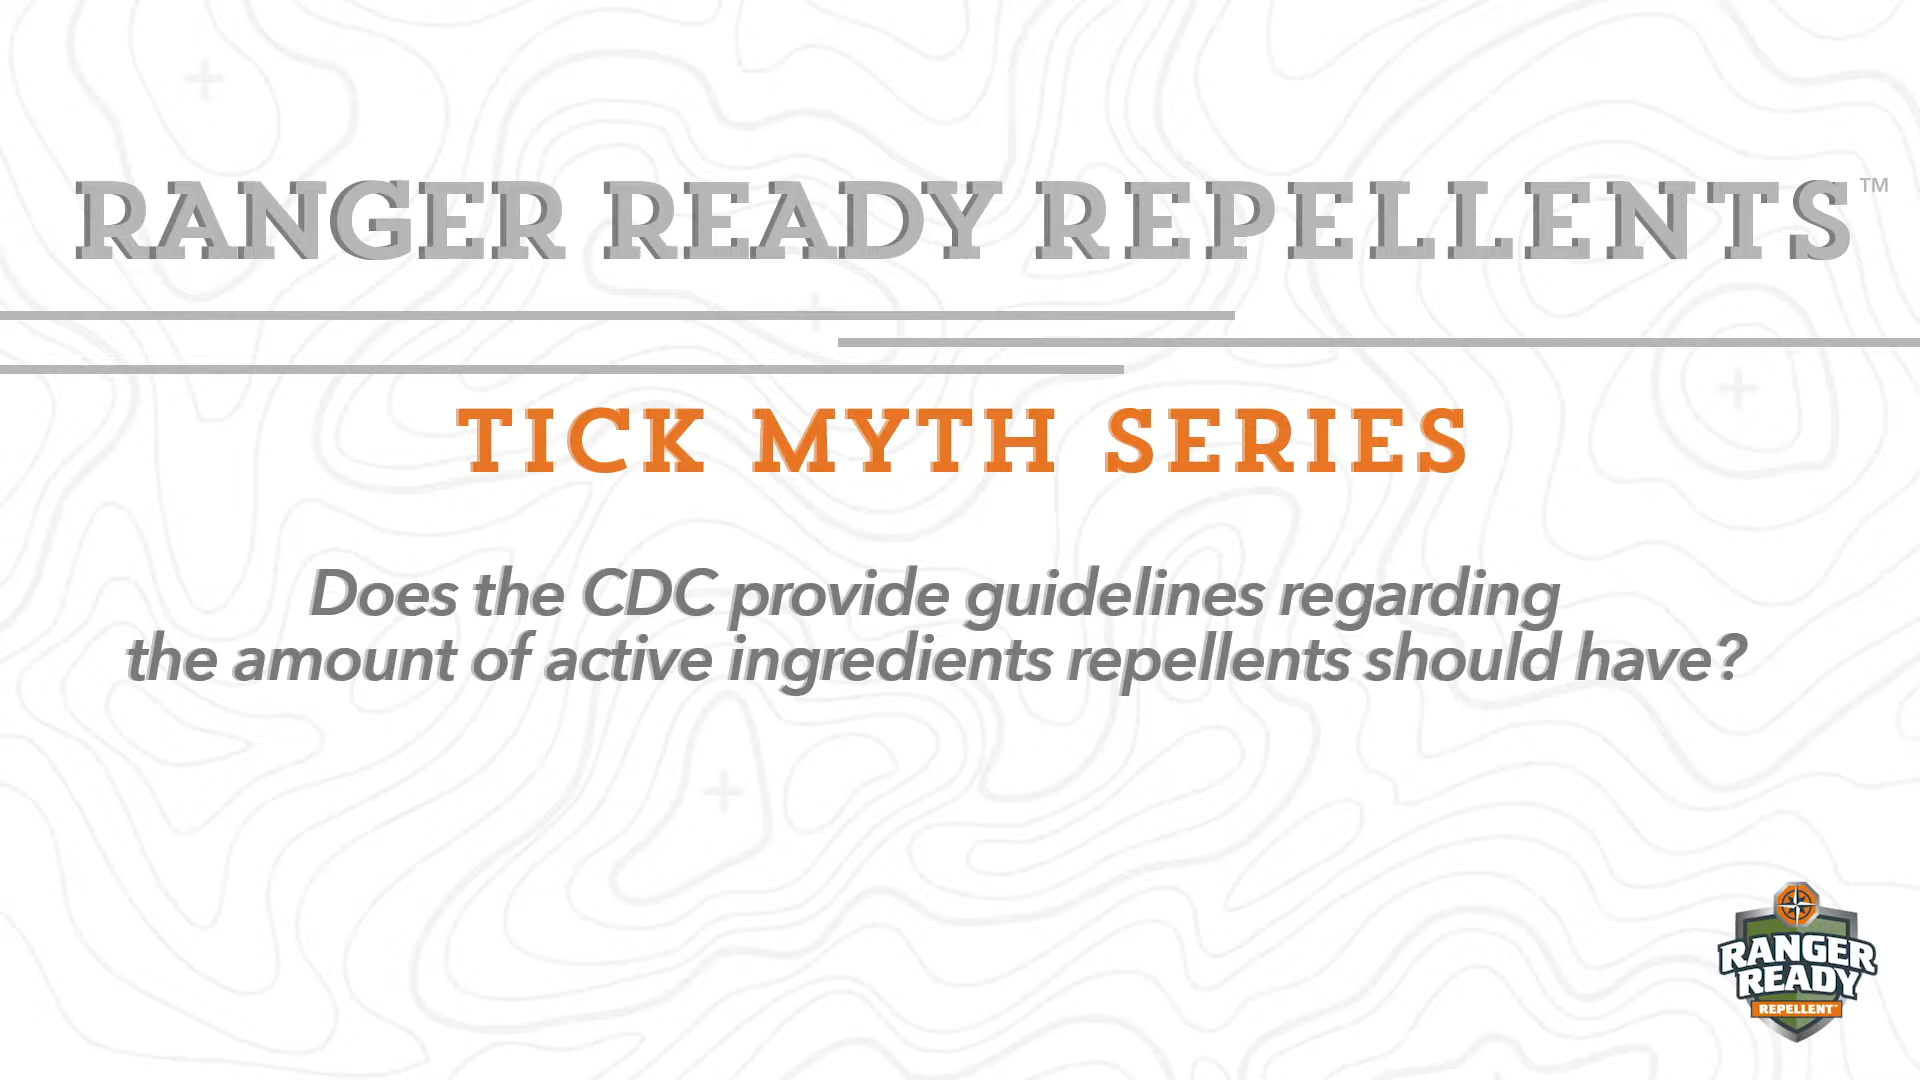 RANGER READY REPELLENTS™
TICK MYTH SERIES
Does the CDC provide guidelines regarding
the amount of active ingredients repellents should have?
RANGER
READY
REPELLENT